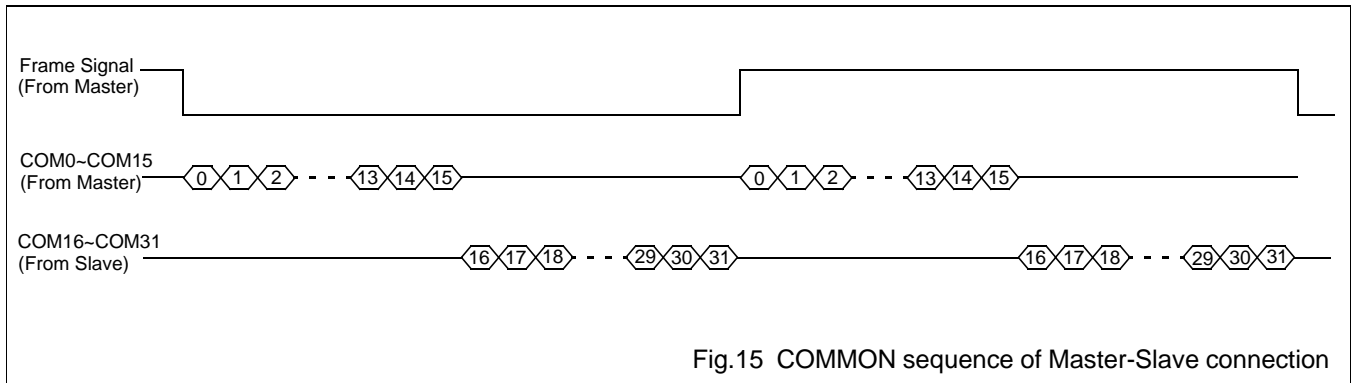 Frame Signal
(From Master)
COM0~COM15
(From Master)
0 1 2 13 14 15 0 1 2 13 14 15
COM16~COM31
(From Slave)
16 17 18 29 30 31 16 17 18 29 30 31
Fig.15 COMMON sequence of Master-Slave connection